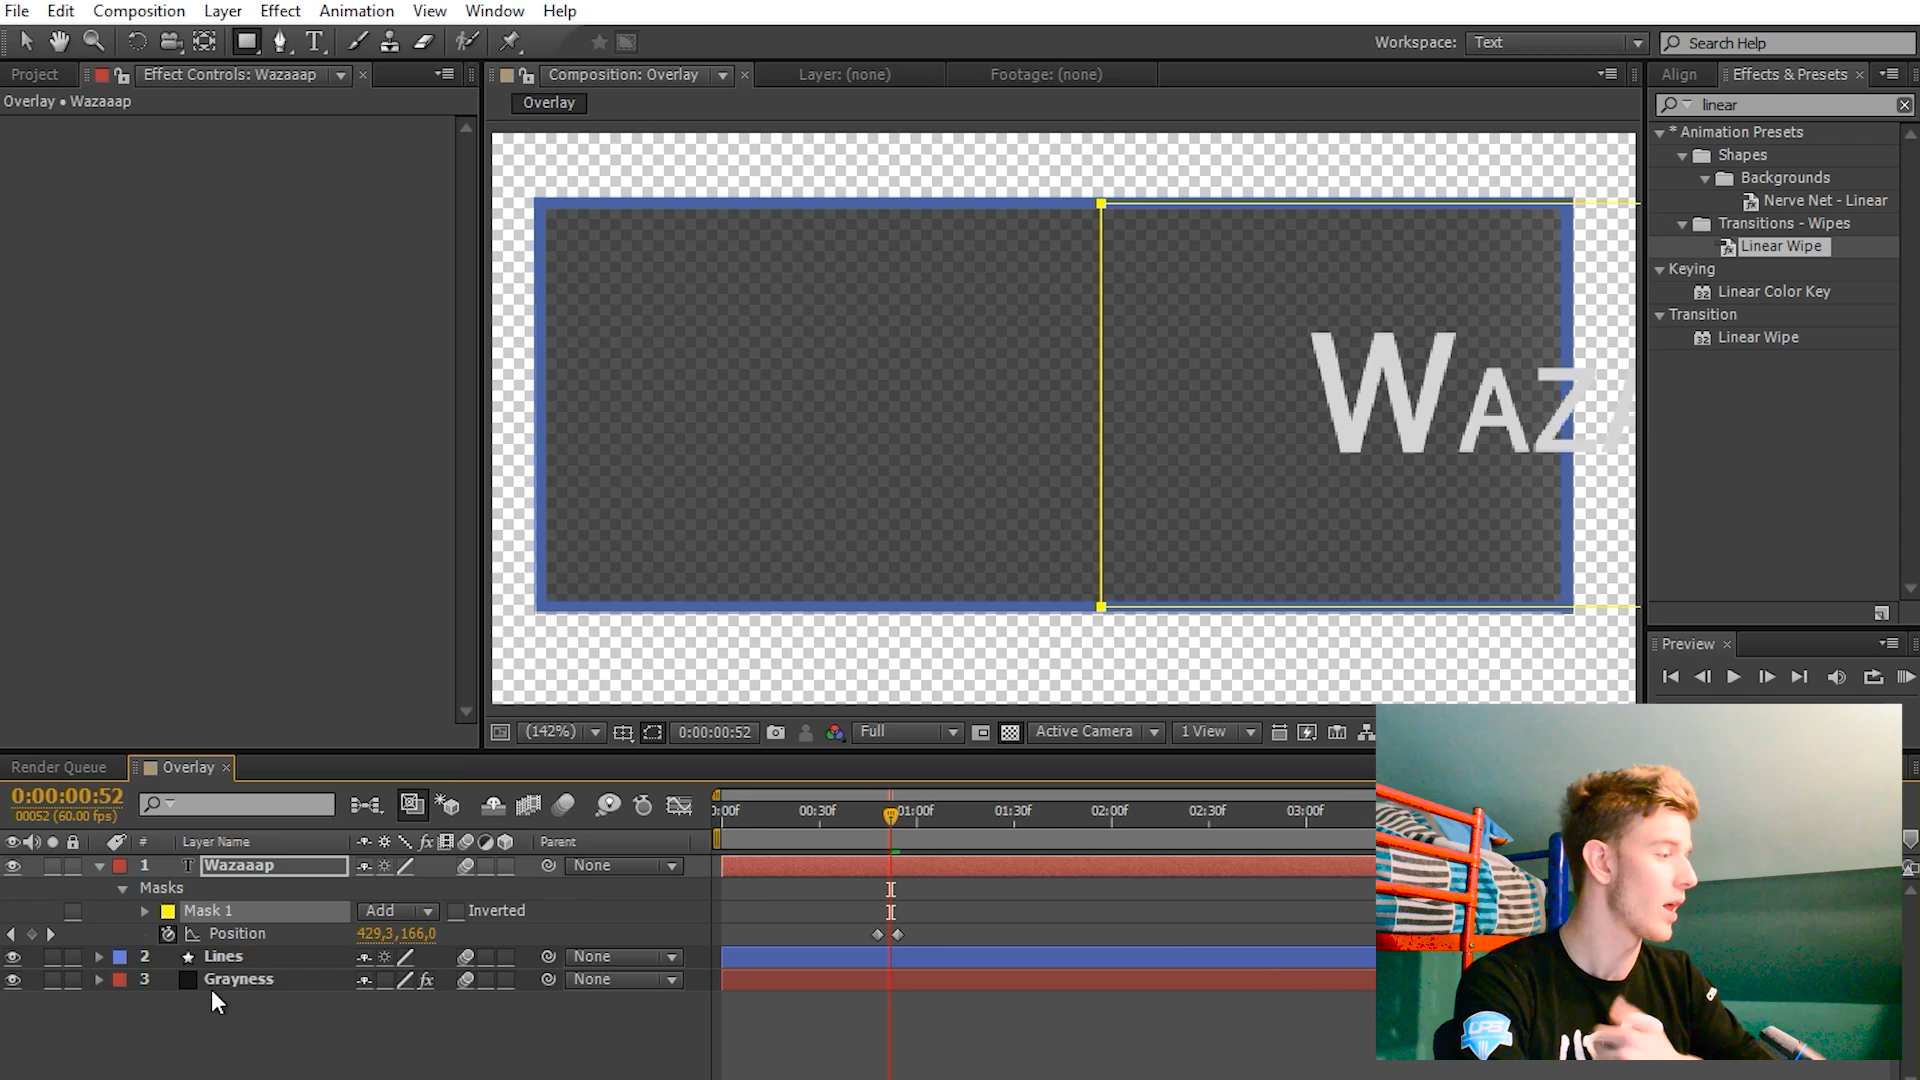 File Edit Composition Layer Effect Animation View Window Help
Workspace: Text Search Help
Project Effect Controls: Wazaaap Composition: Overlay Layer: (none) Footage: (none) Align Effects & Presets
Overlay • Wazaaap
Overlay
linear
* Animation Presets
Shapes
Backgrounds
Nerve Net - Linear
Transitions - Wipes
Linear Wipe
Keying
Linear Color Key
Transition
Linear Wipe
WAZA
Preview
(142%) 0:00:00:52 Full Active Camera 1 View
Render Queue Overlay
0:00:00:52
00052 (60.00 fps)
):00f 00:30f 01:00f 01:30f 02:00f 02:30f 03:00f
# Layer Name Parent
1 T Wazaaap None
Masks
Mask 1 Add Inverted
Position 429,3,166,0
2 Lines None
3 Grayness fx None
UPS